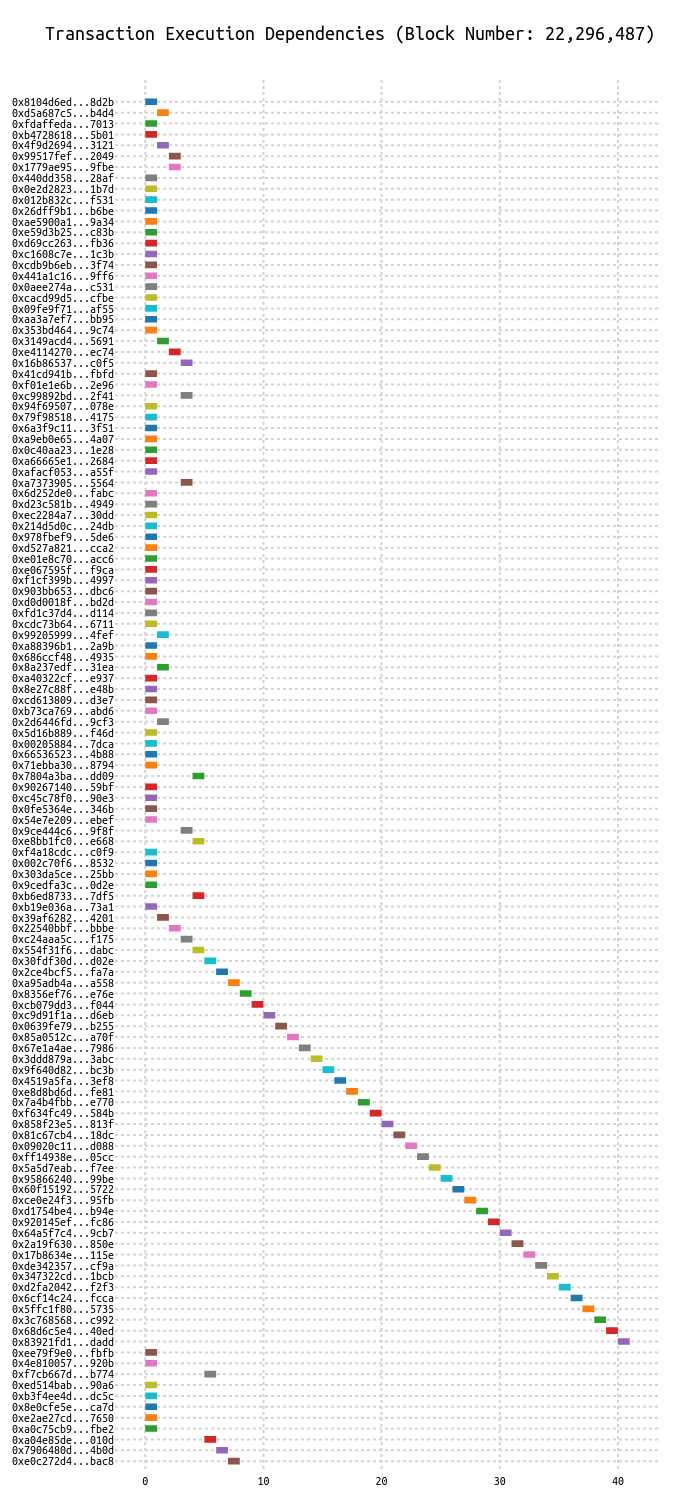 Transaction Execution Dependencies (Block Number: 22,296,487)
0x8104d6ed...8d2b
0xd5a687c5...b4d4
0xfdaffeda...7013
0xb4728618...5b01
0x4f9d2694...3121
0x99517fef...2049
0x1779ae95...9fbe
0x440dd358...28af
0x0e2d2823...1b7d
0x012b832c...f531
0x26dff9b1...b6be
0xae5900a1...9a34
0xe59d3b25...c83b
0xd69cc263...fb36
0xc1608c7e...1c3b
0xcdb9b6eb...3f74
0x441a1c16...9ff6
0x0aee274a...c531
0xcacd99d5...cfbe
0x09fe9f71...af55
0xaa3a7ef7...bb95
0x353bd464...9c74
0x3149acd4...5691
0xe4114270...ec74
0x16b86537...c0f5
0x41cd941b...fbfd
0xf01e1e6b...2e96
0xc99892bd...2f41
0x94f69507...078e
0x79f98518...4175
0x6a3f9c11...3f51
0xa9eb0e65...4a07
0x0c40aa23...1e28
0xa66665e1...2684
0xafacf053...a55f
0xa7373905...5564
0x6d252de0...fabc
0xd23c581b...4949
0xec2284a7...30dd
0x214d5d0c...24db
0x978fbef9...5de6
0xd527a821...cca2
0xe01e8c70...acc6
0xe067595f...f9ca
0xf1cf399b...4997
0x903bb653...dbc6
0xd0d0018f...bd2d
0xfd1c37d4...d114
0xcdc73b64...6711
0x99205999...4fef
0xa88396b1...2a9b
0x686ccf48...4935
0x8a237edf...31ea
0xa40322cf...e937
0x8e27c88f...e48b
0xcd613809...d3e7
0xb73ca769...abd6
0x2d6446fd...9cf3
0x5d16b889...f46d
0x00205884...7dca
0x66536523...4b88
0x71ebba30...8794
0x7804a3ba...dd09
0x90267140...59bf
0xc45c78f0...90e3
0x0fe5364e...346b
0x54e7e209...ebef
0x9ce444c6...9f8f
0xe8bb1fc0...e668
0xf4a18cdc...c0f9
0x002c70f6...8532
0x303da5ce...25bb
0x9cedfa3c...0d2e
0xb6ed8733...7df5
0xb19e036a...73a1
0x39af6282...4201
0x22540bbf...bbbe
0xc24aaa5c...f175
0x554f31f6...dabc
0x30fdf30d...d02e
0x2ce4bcf5...fa7a
0xa95adb4a...a558
0x8356ef76...e76e
0xcb079dd3...f044
0xc9d91f1a...d6eb
0x0639fe79...b255
0x85a0512c...a70f
0x67e1a4ae...7986
0x3ddd879a...3abc
0x9f640d82...bc3b
0x4519a5fa...3ef8
0xe8d8bd6d...fe81
0x7a4b4fbb...e770
0xf634fc49...584b
0x858f23e5...813f
0x81c67cb4...18dc
0x09020c11...d088
0xff14938e...05cc
0x5a5d7eab...f7ee
0x95866240...99be
0x60f15192...5722
0xce0e24f3...95fb
0xd1754be4...b94e
0x920145ef...fc86
0x64a5f7c4...9cb7
0x2a19f630...850e
0x17b8634e...115e
0xde342357...cf9a
0x347322cd...1bcb
0xd2fa2042...f2f3
0x6cf14c24...fcca
0x5ffc1f80...5735
0x3c768568...c992
0x68d6c5e4...40ed
0x83921fd1...dadd
0xee79f9e0...fbfb
0x4e810057...920b
0xf7cb667d...b774
0xed514bab...90a6
0xb3f4ee4d...dc5c
0x8e0cfe5e...ca7d
0xe2ae27cd...7650
0xa0c75cb9...fbe2
0xa04e85de...010d
0x7906480d...4b0d
0xe0c272d4...bac8
0 10 20 30 40